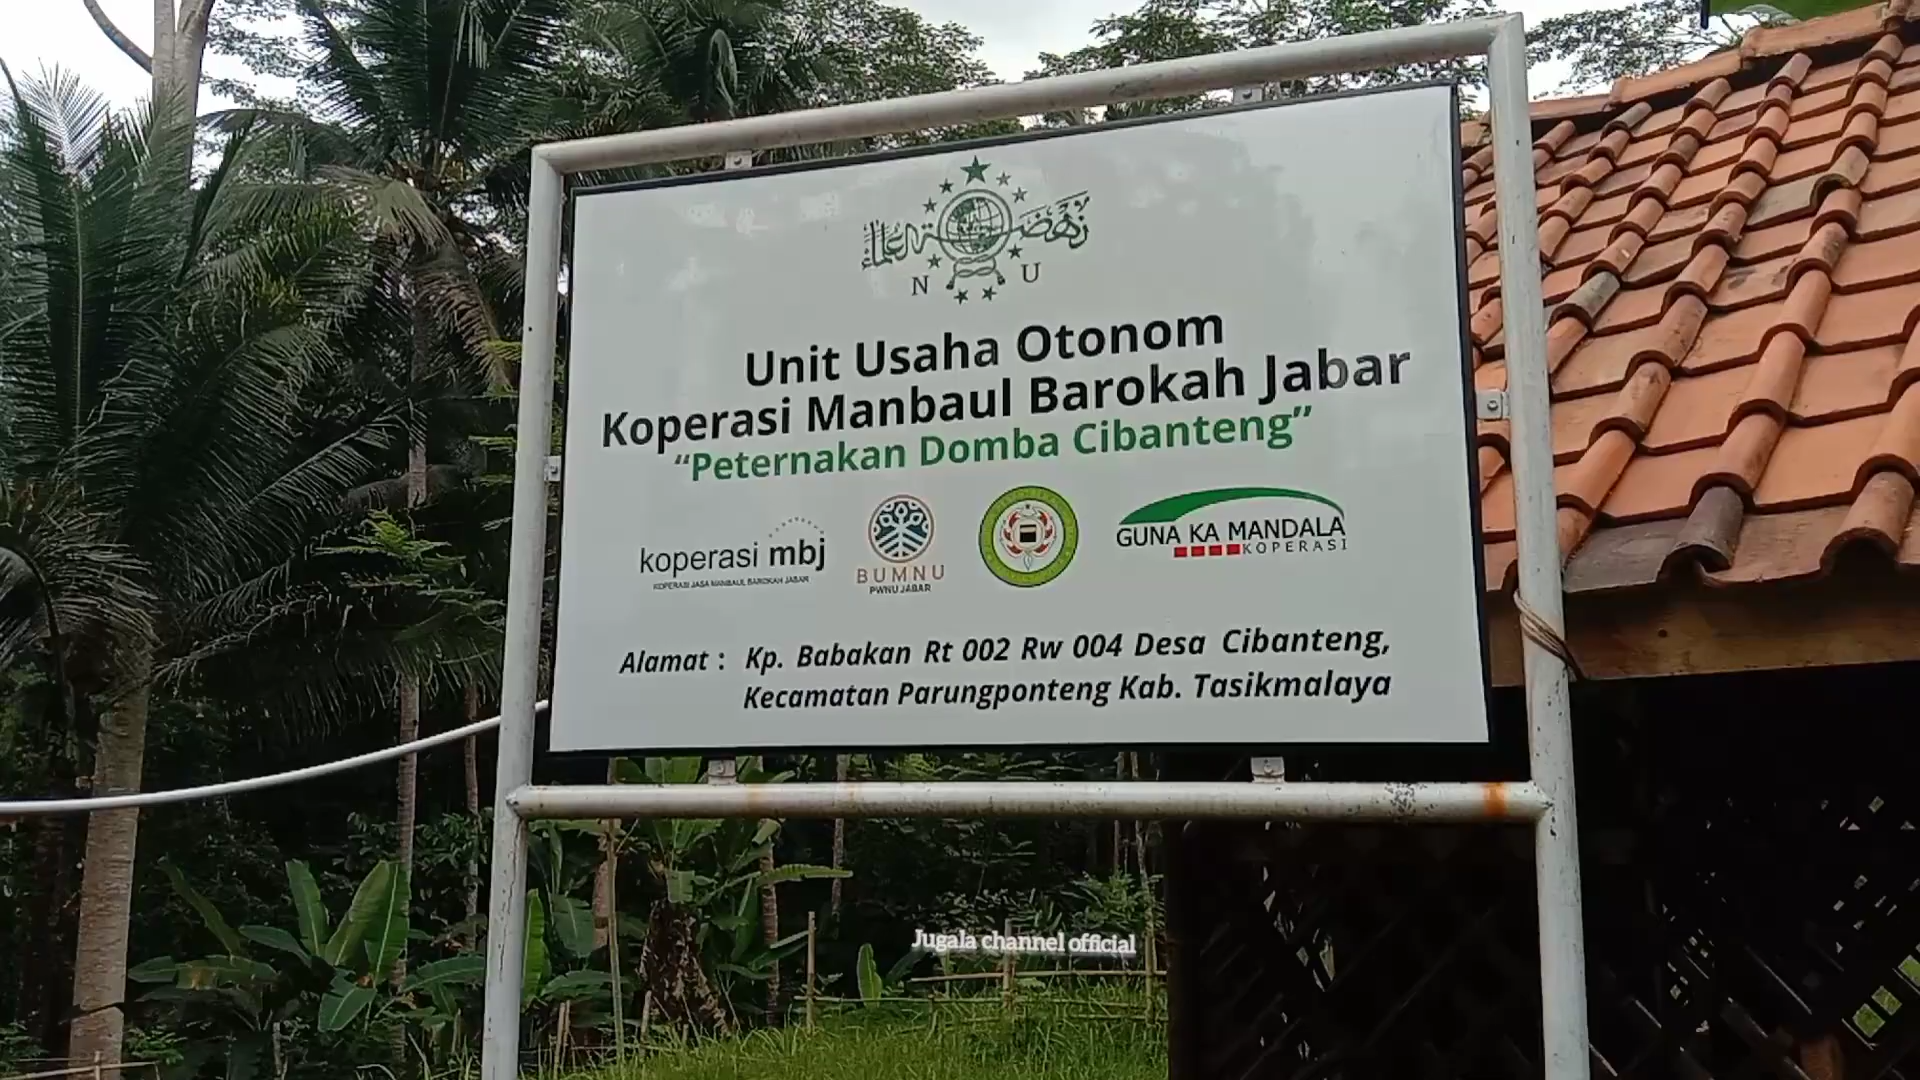 نهضة العلماء
N U
Unit Usaha Otonom
Koperasi Manbaul Barokah Jabar
“Peternakan Domba Cibanteng”
koperasi mbj
KOPERASI JASA MANBAUL BAROKAH JABAR
BUMNU
PWNU JABAR
GUNA KA MANDALA
KOPERASI
Alamat : Kp. Babakan Rt 002 Rw 004 Desa Cibanteng,
Kecamatan Parungponteng Kab. Tasikmalaya
Jugala channel official